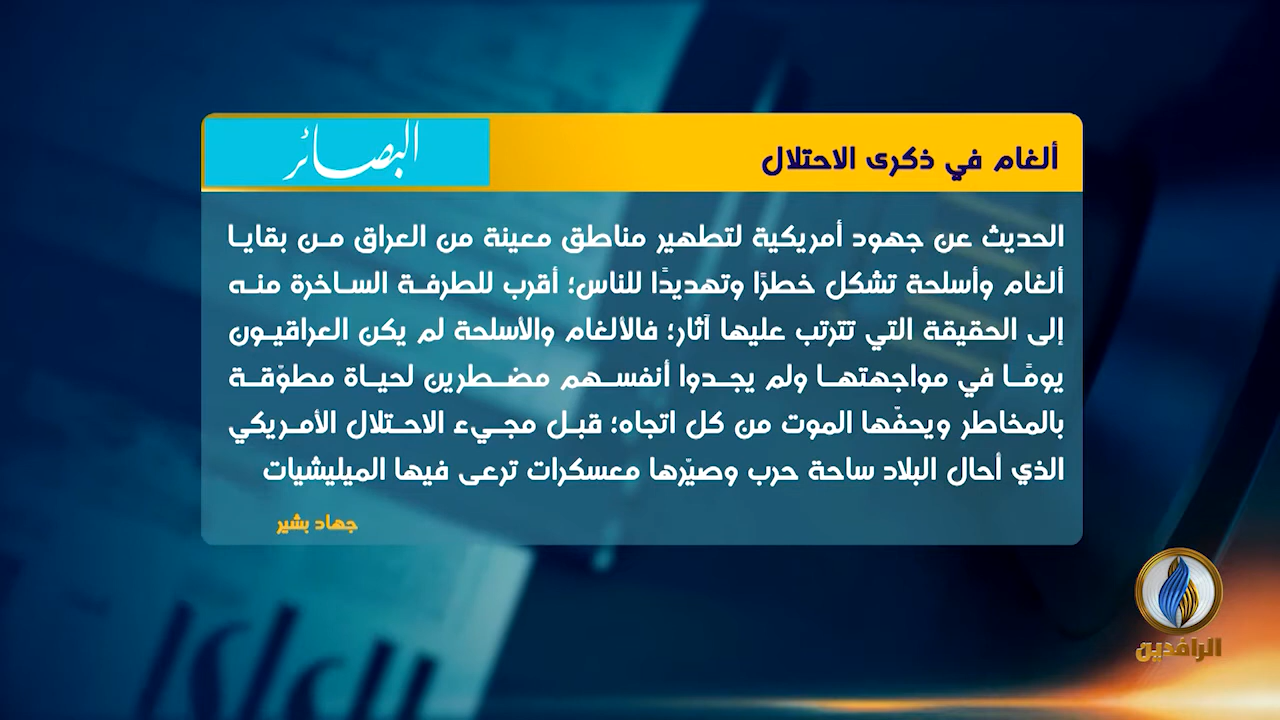 البصائر
ألغام في ذكرى الاحتلال
الحديث عن جهود أمريكية لتطهير مناطق معينة من العراق من بقايا
ألغام وأسلحة تشكل خطرًا وتهديدًا للناس؛ أقرب للطرفة الساخرة منه
إلى الحقيقة التي تترتب عليها آثار؛ فالألغام والأسلحة لم يكن العراقيون
يومًا في مواجهتها ولم يجدوا أنفسهم مضطرين لحياة مطوّقة
بالمخاطر ويحفّها الموت من كل اتجاه؛ قبل مجيء الاحتلال الأمريكي
الذي أحال البلاد ساحة حرب وصيّرها معسكرات ترعى فيها الميليشيات
جهاد بشير
الرافدين